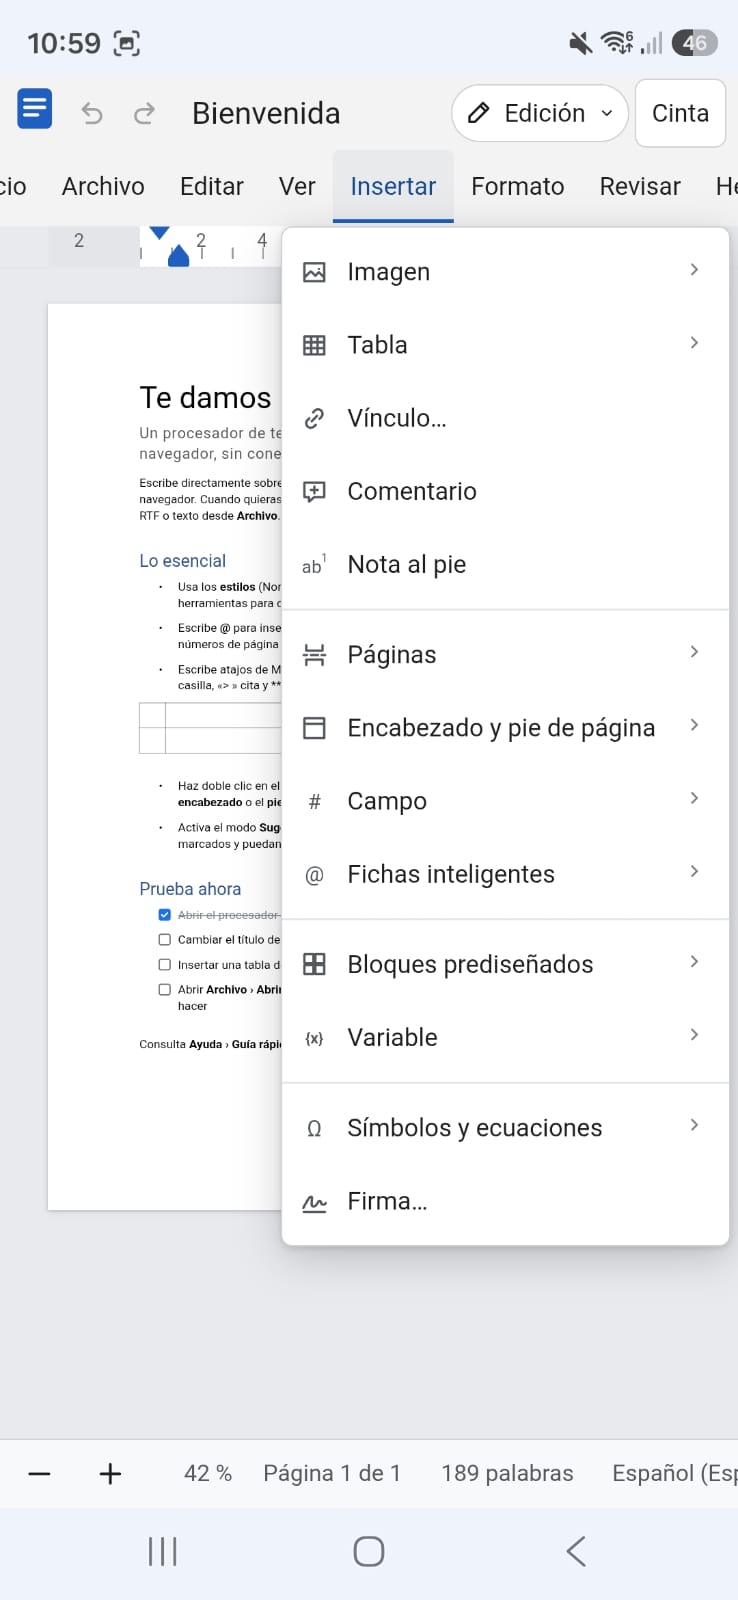 10:59
6
46
Bienvenida
Edición
Cinta
cio Archivo Editar Ver Insertar Formato Revisar He
2 2 4
Imagen
Tabla
Vínculo...
Comentario
ab¹ Nota al pie
Páginas
Encabezado y pie de página
# Campo
@ Fichas inteligentes
Bloques prediseñados
{x} Variable
Ω Símbolos y ecuaciones
Firma...
Te damos
Un procesador de te
navegador, sin cone
Escribe directamente sobre
navegador. Cuando quieras
RTF o texto desde Archivo.
Lo esencial
· Usa los estilos (Nor
herramientas para c
· Escribe @ para inse
números de página
· Escribe atajos de M
casilla, «> » cita y **
· Haz doble clic en el
encabezado o el pie
· Activa el modo Sug
marcados y puedan
Prueba ahora
Abrir el procesador
Cambiar el título de
Insertar una tabla d
Abrir Archivo › Abrir
hacer
Consulta Ayuda › Guía rápi
42 % Página 1 de 1 189 palabras Español (Esp